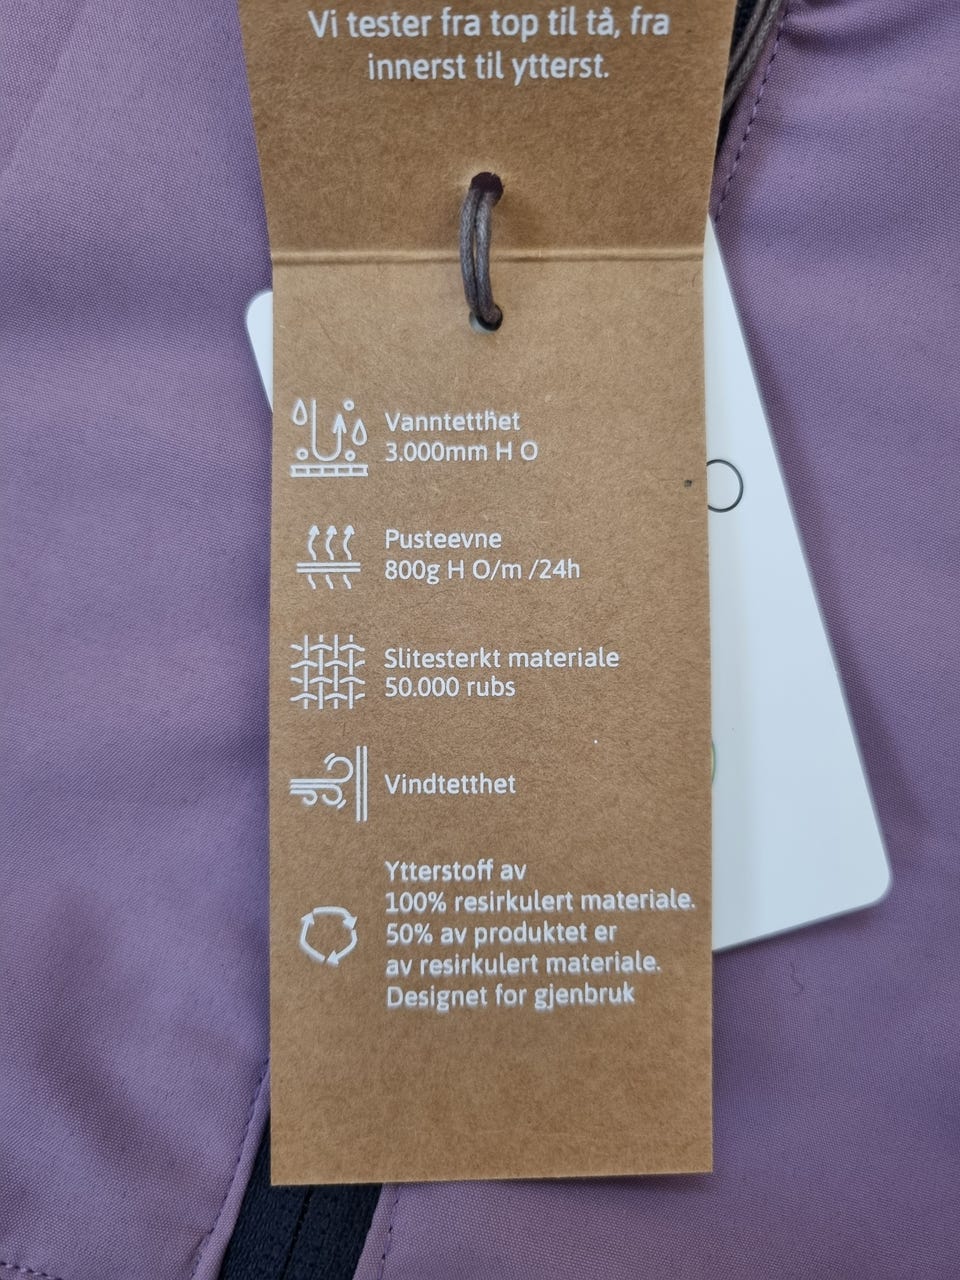 Vi tester fra top til tå, fra
innerst til ytterst.
Vanntetthet
3.000mm H O
Pusteevne
800g H O/m /24h
Slitesterkt materiale
50.000 rubs
Vindtetthet
Ytterstoff av
100% resirkulert materiale.
50% av produktet er
av resirkulert materiale.
Designet for gjenbruk